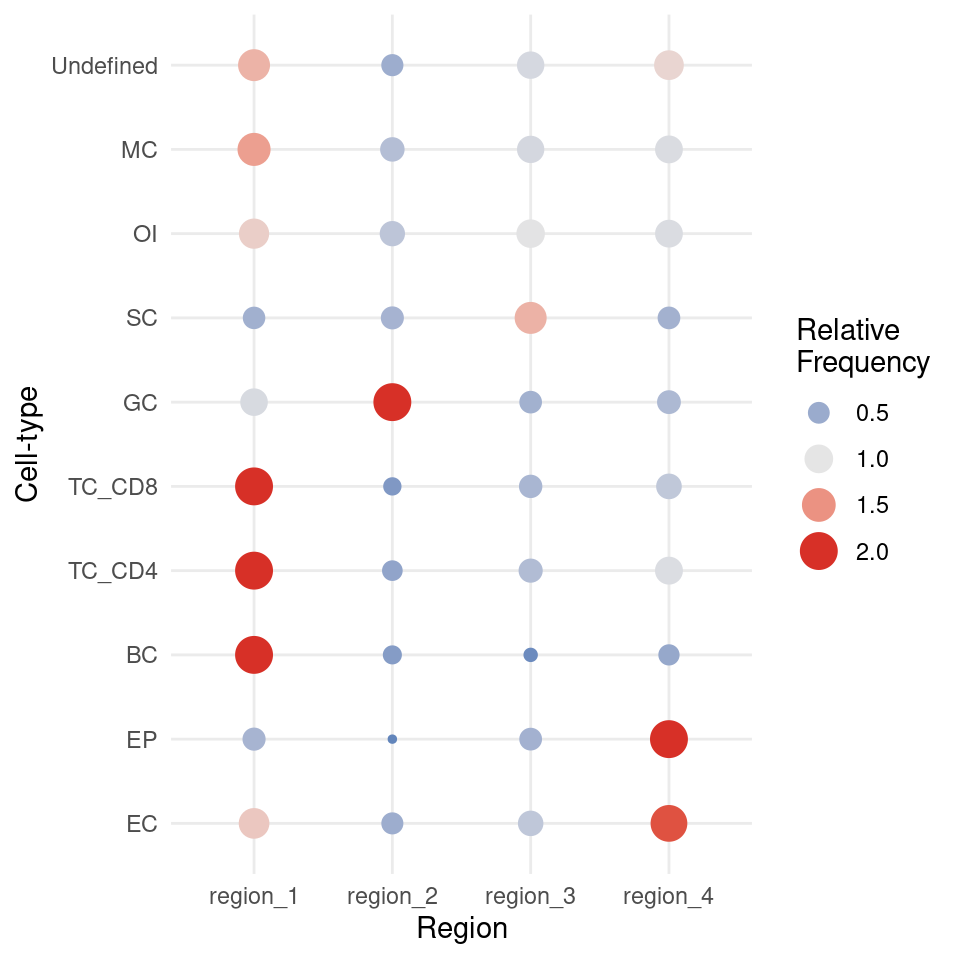 Undefined
MC
OI
SC
GC
TC_CD8
TC_CD4
BC
EP
EC
Cell-type
region_1
region_2
region_3
region_4
Region
Relative
Frequency
0.5
1.0
1.5
2.0